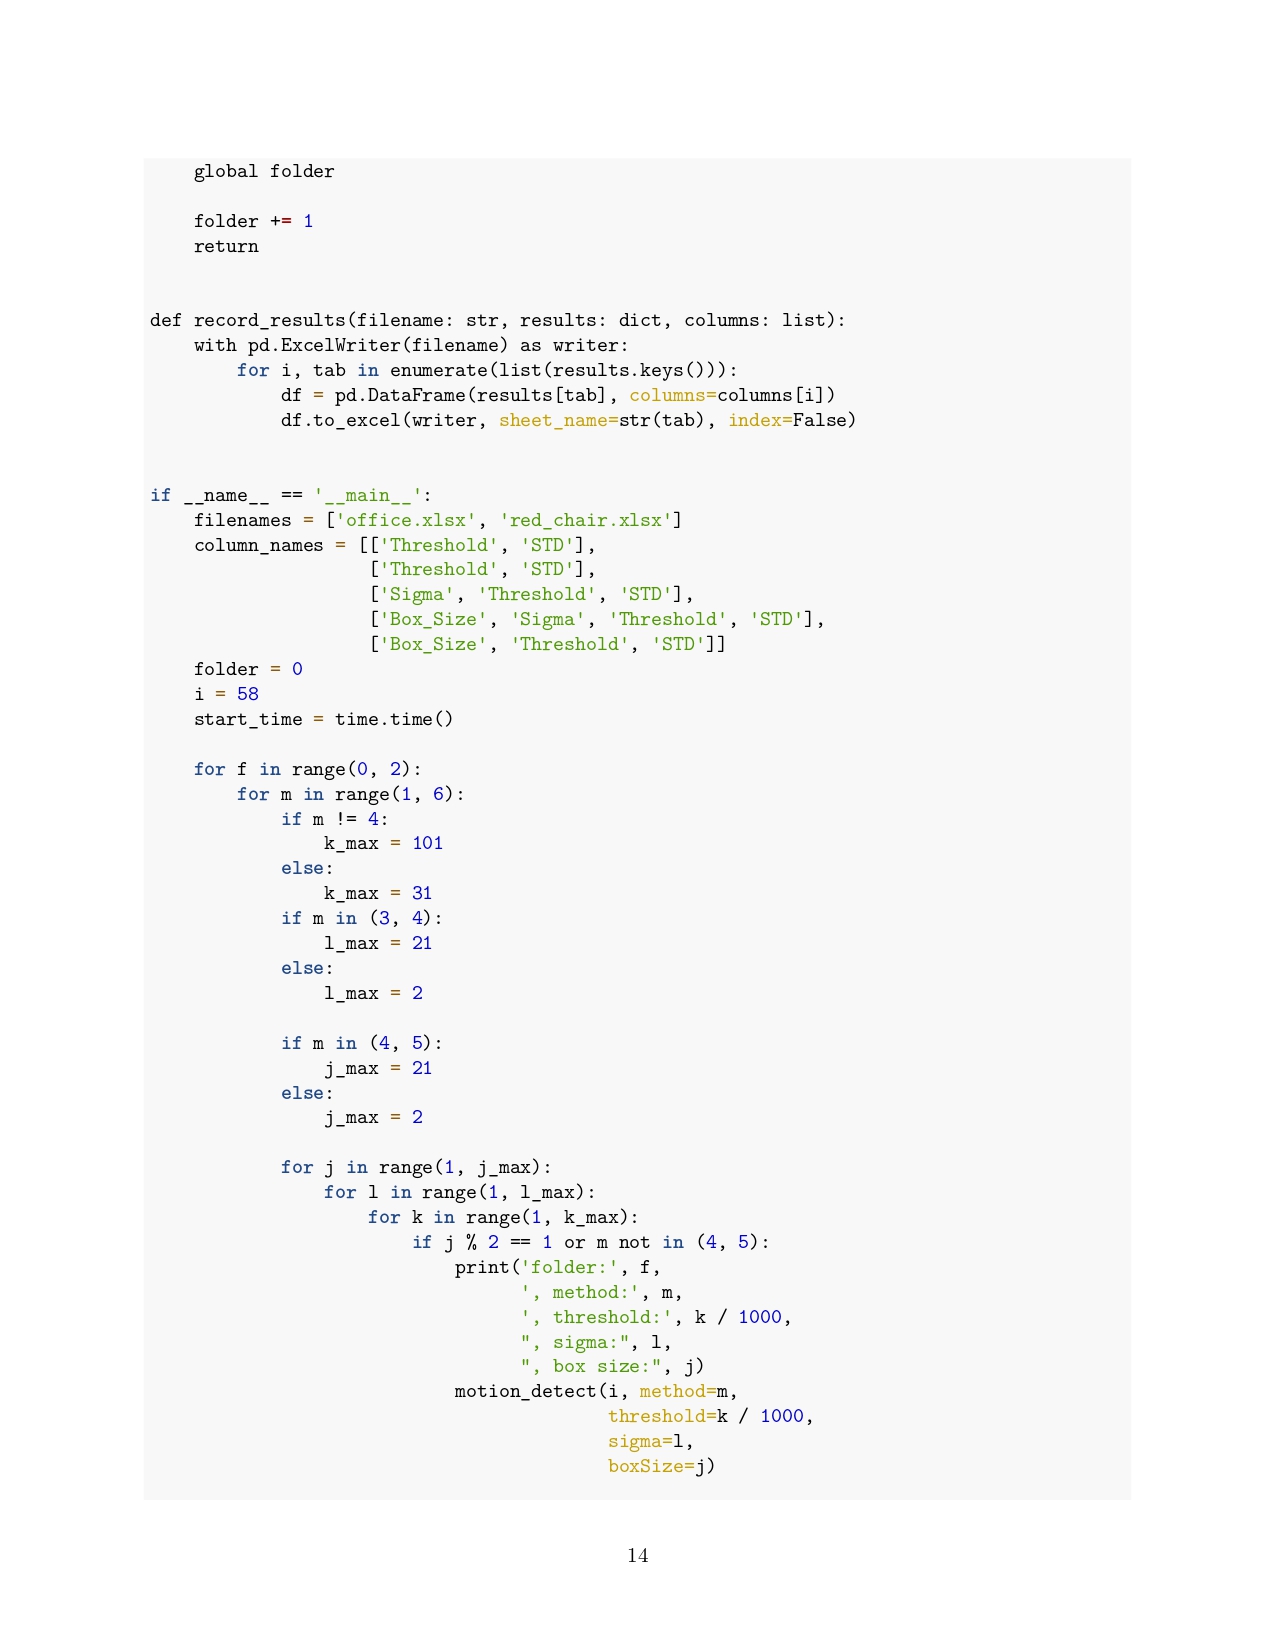 global folder

    folder += 1
    return


def record_results(filename: str, results: dict, columns: list):
    with pd.ExcelWriter(filename) as writer:
        for i, tab in enumerate(list(results.keys())):
            df = pd.DataFrame(results[tab], columns=columns[i])
            df.to_excel(writer, sheet_name=str(tab), index=False)


if __name__ == '__main__':
    filenames = ['office.xlsx', 'red_chair.xlsx']
    column_names = [['Threshold', 'STD'],
                    ['Threshold', 'STD'],
                    ['Sigma', 'Threshold', 'STD'],
                    ['Box_Size', 'Sigma', 'Threshold', 'STD'],
                    ['Box_Size', 'Threshold', 'STD']]
    folder = 0
    i = 58
    start_time = time.time()

    for f in range(0, 2):
        for m in range(1, 6):
            if m != 4:
                k_max = 101
            else:
                k_max = 31
            if m in (3, 4):
                l_max = 21
            else:
                l_max = 2

            if m in (4, 5):
                j_max = 21
            else:
                j_max = 2

            for j in range(1, j_max):
                for l in range(1, l_max):
                    for k in range(1, k_max):
                        if j % 2 == 1 or m not in (4, 5):
                            print('folder:', f,
                                  ', method:', m,
                                  ', threshold:', k / 1000,
                                  ", sigma:", l,
                                  ", box size:", j)
                            motion_detect(i, method=m,
                                          threshold=k / 1000,
                                          sigma=l,
                                          boxSize=j)

14